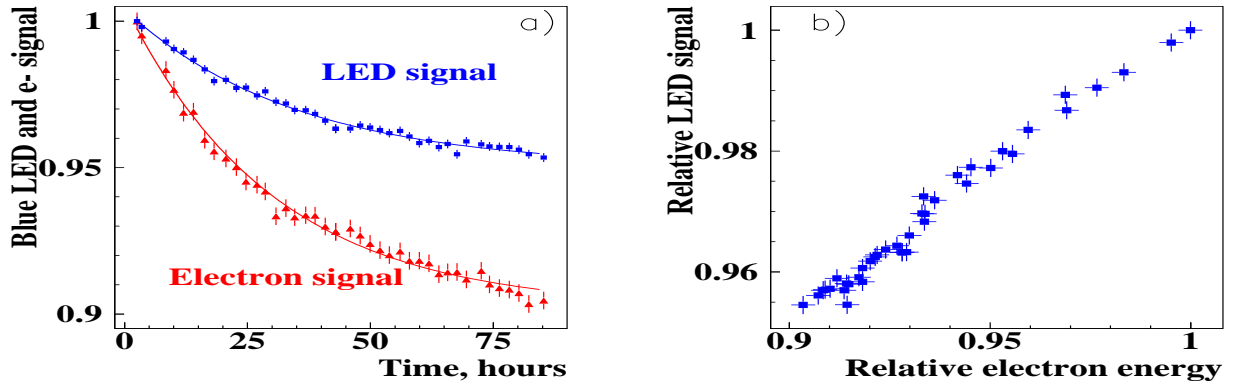 Blue LED and e- signal
1
0.95
0.9
a)
LED signal
Electron signal
0
25
50
75
Time, hours
Relative LED signal
1
0.98
0.96
b)
0.9
0.95
1
Relative electron energy